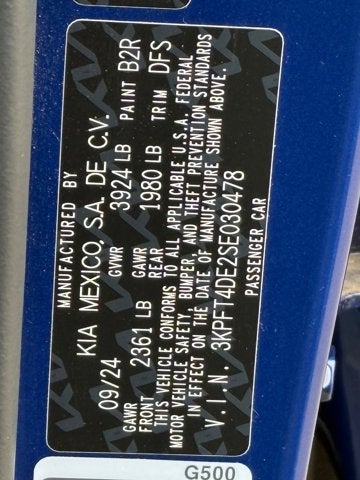 MANUFACTURED BY
KIA MEXICO, S.A. DE C.V.
09/24 GVWR 3924 LB PAINT B2R
GAWR FRONT 2361 LB GAWR REAR 1980 LB TRIM DFS
THIS VEHICLE CONFORMS TO ALL APPLICABLE U.S.A. FEDERAL
MOTOR VEHICLE SAFETY, BUMPER, AND THEFT PREVENTION STANDARDS
IN EFFECT ON THE DATE OF MANUFACTURE SHOWN ABOVE.
V.I.N. 3KPFT4DE2SE030478
PASSENGER CAR
G500